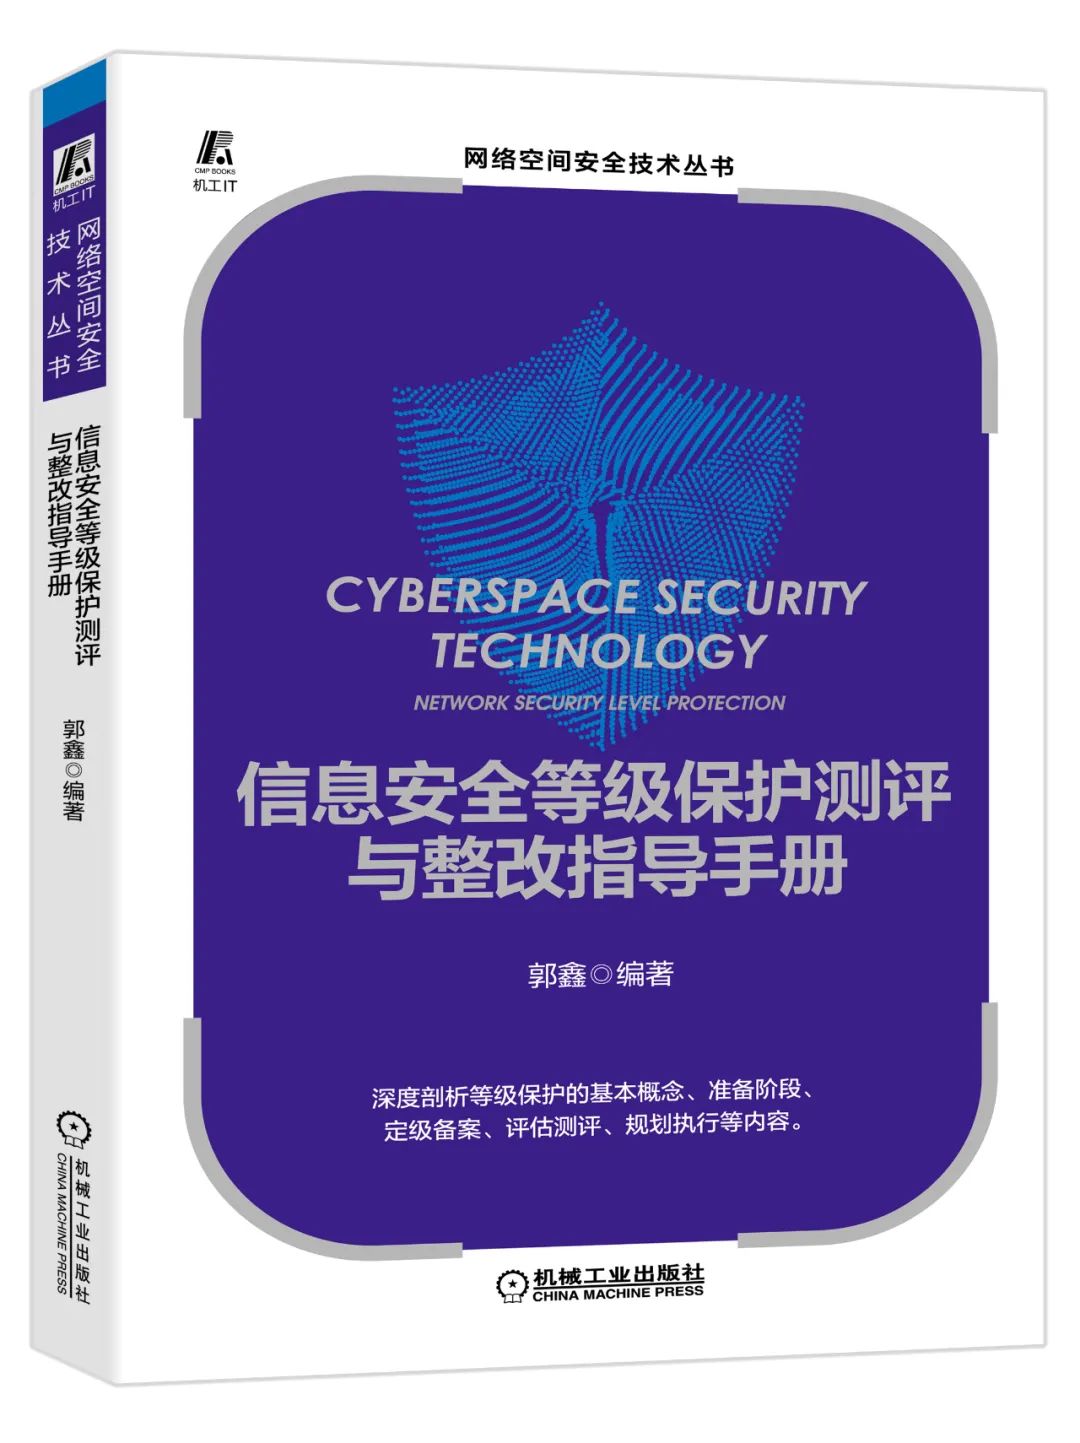 CMP BOOKS
机工IT
网络空间安全
技术丛书
信息安全等级保护测评
与整改指导手册
郭鑫◎编著
机械工业出版社
CHINA MACHINE PRESS
CMP BOOKS
机工IT
网络空间安全技术丛书
CYBERSPACE SECURITY
TECHNOLOGY
NETWORK SECURITY LEVEL PROTECTION
信息安全等级保护测评
与整改指导手册
郭鑫◎编著
深度剖析等级保护的基本概念、准备阶段、
定级备案、评估测评、规划执行等内容。
机械工业出版社
CHINA MACHINE PRESS